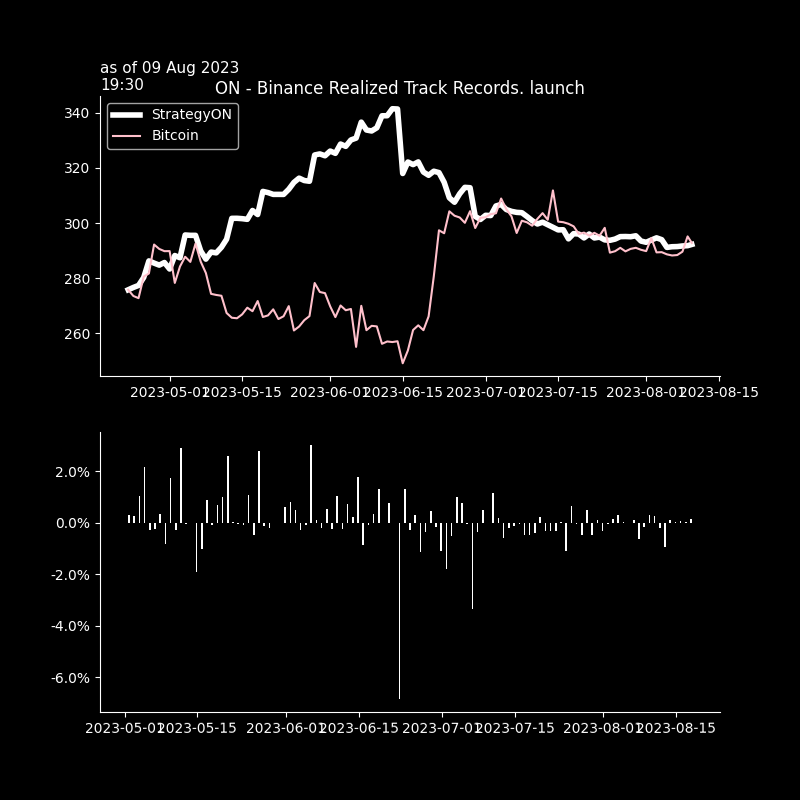 as of 09 Aug 2023
19:30
ON - Binance Realized Track Records. launch
StrategyON
Bitcoin
340
320
300
280
260
2023-05-01 2023-05-15 2023-06-01 2023-06-15 2023-07-01 2023-07-15 2023-08-01 2023-08-15
2.0%
0.0%
-2.0%
-4.0%
-6.0%
2023-05-01 2023-05-15 2023-06-01 2023-06-15 2023-07-01 2023-07-15 2023-08-01 2023-08-15